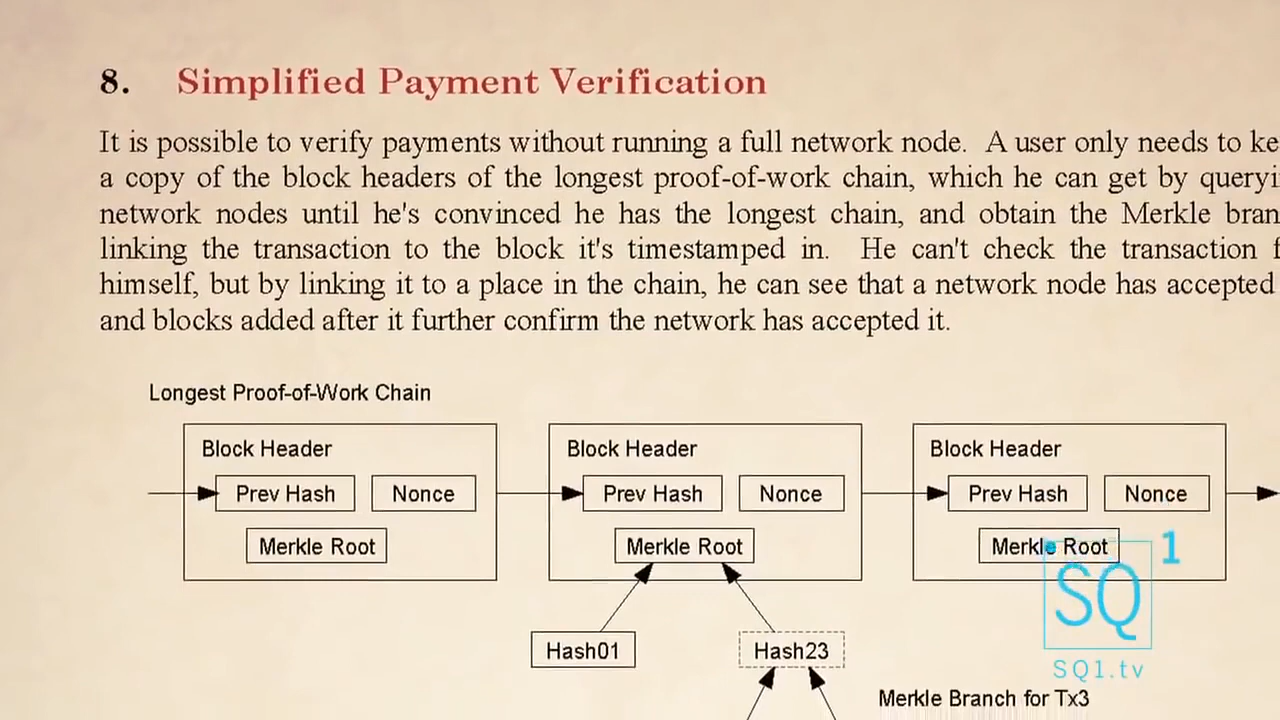 8. Simplified Payment Verification
It is possible to verify payments without running a full network node. A user only needs to
a copy of the block headers of the longest proof-of-work chain, which he can get by
network nodes until he's convinced he has the longest chain, and obtain the Merkle
linking the transaction to the block it's timestamped in. He can't check the transaction
himself, but by linking it to a place in the chain, he can see that a network node has accepted
and blocks added after it further confirm the network has accepted it.
Longest Proof-of-Work Chain
Block Header Block Header Block Header
Prev Hash Nonce Prev Hash Nonce Prev Hash Nonce
Merkle Root Merkle Root Merkle Root
SQ1
Hash01 Hash23
SQ1.tv
Merkle Branch for Tx3